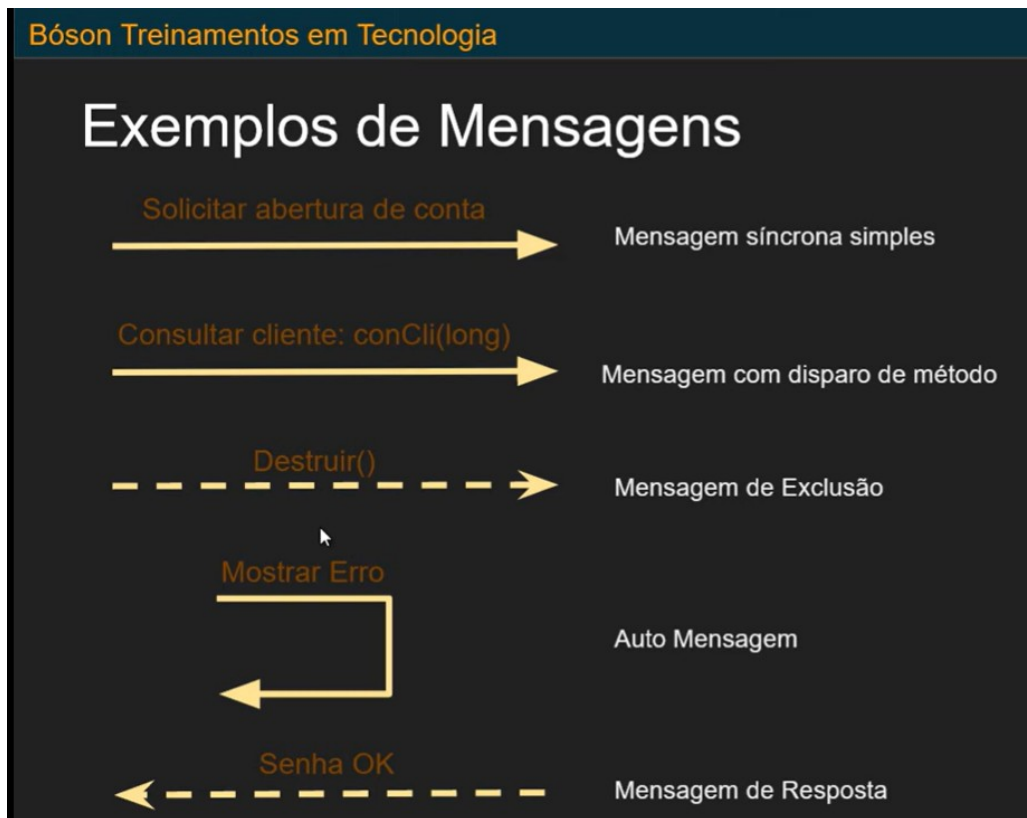 Bóson Treinamentos em Tecnologia
Exemplos de Mensagens
Solicitar abertura de conta
Mensagem síncrona simples
Consultar cliente: conCli(long)
Mensagem com disparo de método
Destruir()
Mensagem de Exclusão
Mostrar Erro
Auto Mensagem
Senha OK
Mensagem de Resposta